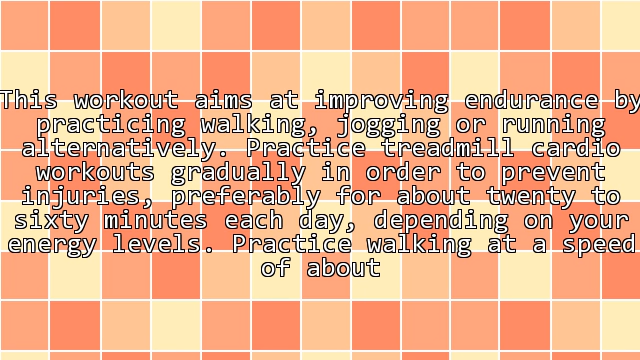 This workout aims at improving endurance by
practicing walking, jogging or running
alternatively. Practice treadmill cardio
workouts gradually in order to prevent
injuries, preferably for about twenty to
sixty minutes each day, depending on your
energy levels. Practice walking at a speed
of about